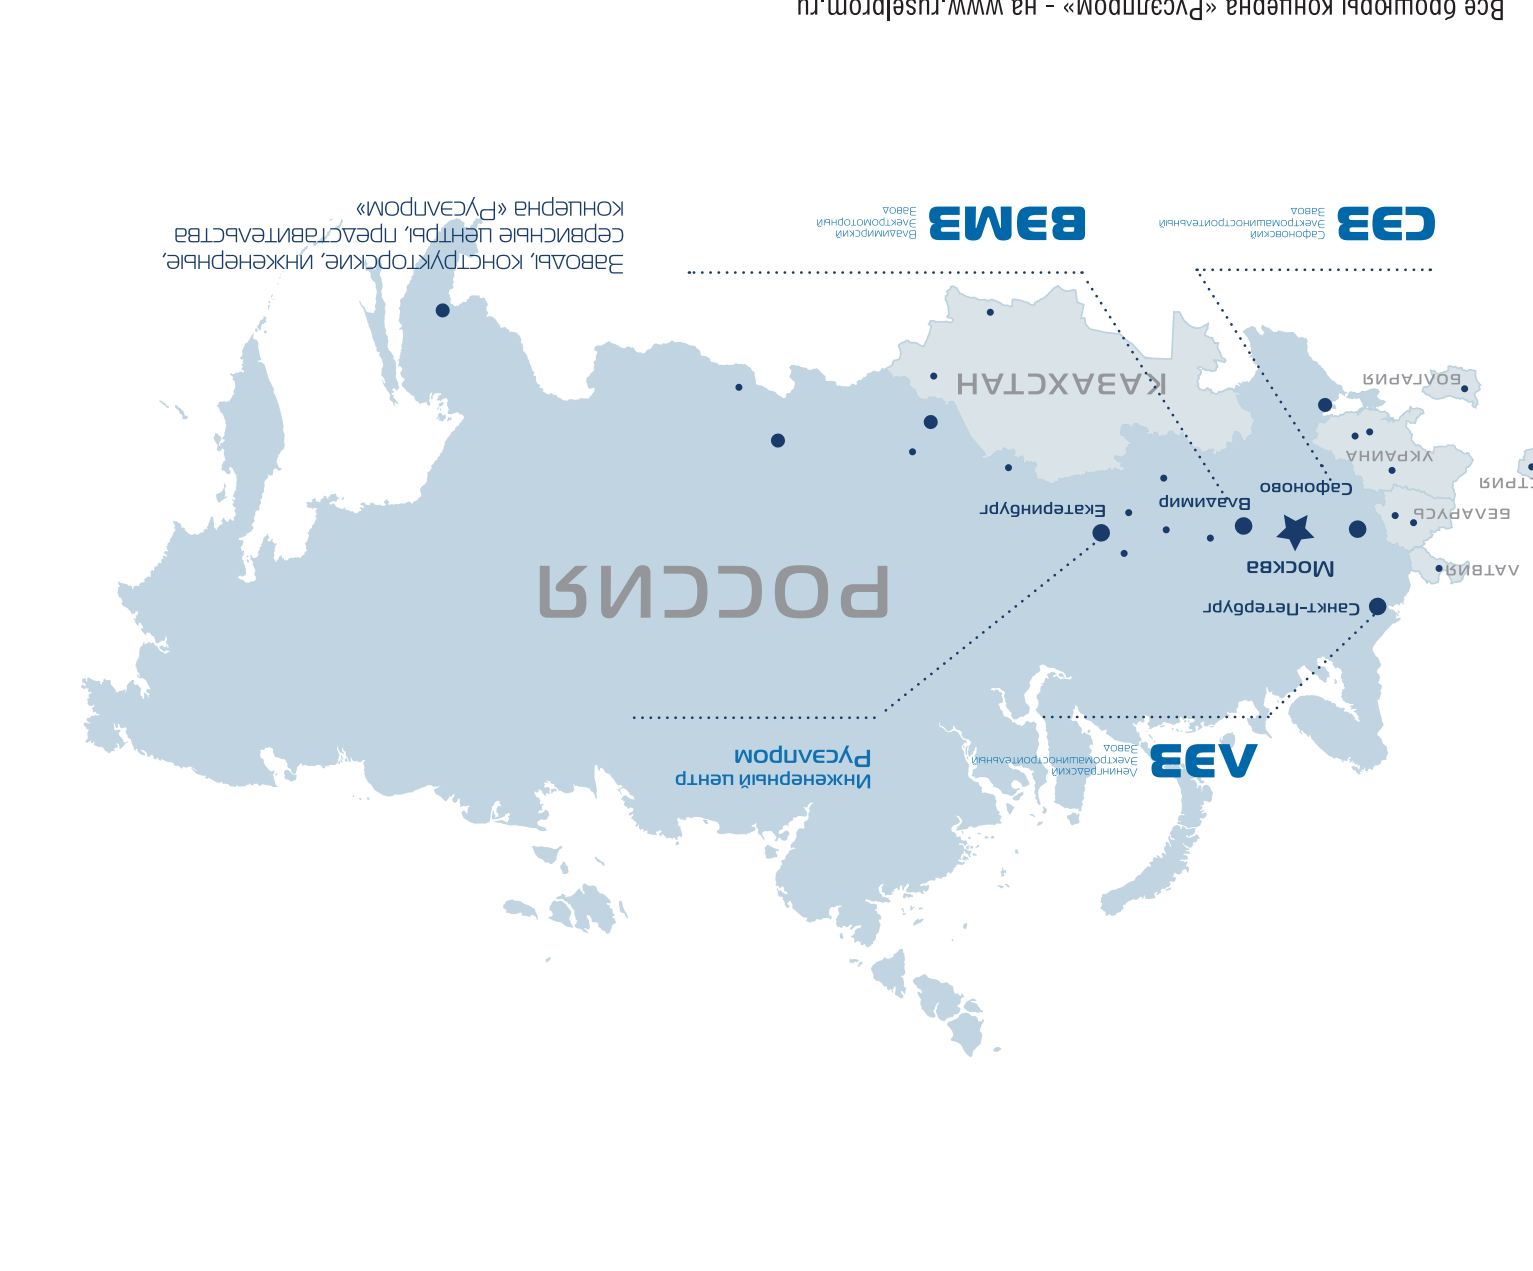 ЛЭЗ
Ленинградский
Электромашиностроительный
Завод
Инженерный центр
Русэлпром
Санкт-Петербург
ЛАТВИЯ
Москва
РОССИЯ
БЕЛАРУСЬ
Владимир
Екатеринбург
Сафоново
СТРИЯ
УКРАИНА
КАЗАХСТАН
БОЛГАРИЯ
СЭЗ
Сафоновский
Электромашиностроительный
Завод
ВЭМЗ
Владимирский
Электромоторный
Завод
Заводы, конструкторские, инженерные,
сервисные центры, представительства
концерна «Русэлпром»
Все брошюры концерна «Русэлпром» - на www.ruselprom.ru